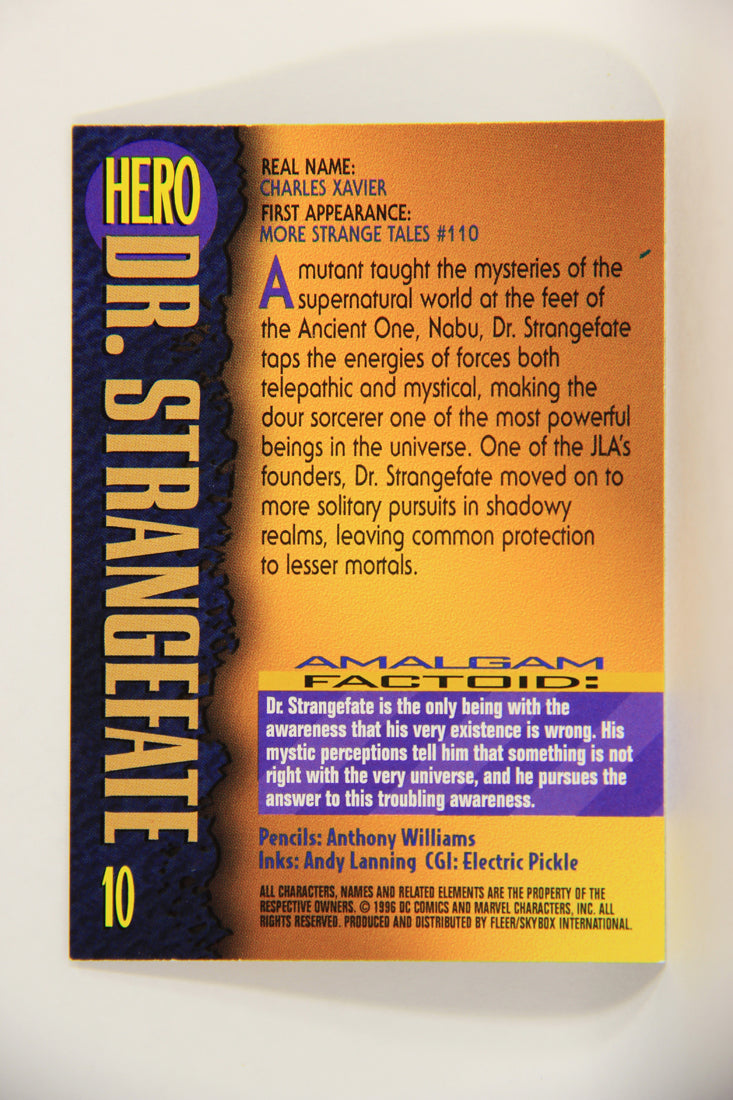 HERO
DR. STRANGEFATE
10
REAL NAME:
CHARLES XAVIER
FIRST APPEARANCE:
MORE STRANGE TALES #110
A mutant taught the mysteries of the
supernatural world at the feet of
the Ancient One, Nabu, Dr. Strangefate
taps the energies of forces both
telepathic and mystical, making the
dour sorcerer one of the most powerful
beings in the universe. One of the JLA's
founders, Dr. Strangefate moved on to
more solitary pursuits in shadowy
realms, leaving common protection
to lesser mortals.
AMALGAM
FACTOID:
Dr. Strangefate is the only being with the
awareness that his very existence is wrong. His
mystic perceptions tell him that something is not
right with the very universe, and he pursues the
answer to this troubling awareness.
Pencils: Anthony Williams
Inks: Andy Lanning CGI: Electric Pickle
ALL CHARACTERS, NAMES AND RELATED ELEMENTS ARE THE PROPERTY OF THE
RESPECTIVE OWNERS. © 1996 DC COMICS AND MARVEL CHARACTERS, INC. ALL
RIGHTS RESERVED. PRODUCED AND DISTRIBUTED BY FLEER/SKYBOX INTERNATIONAL.